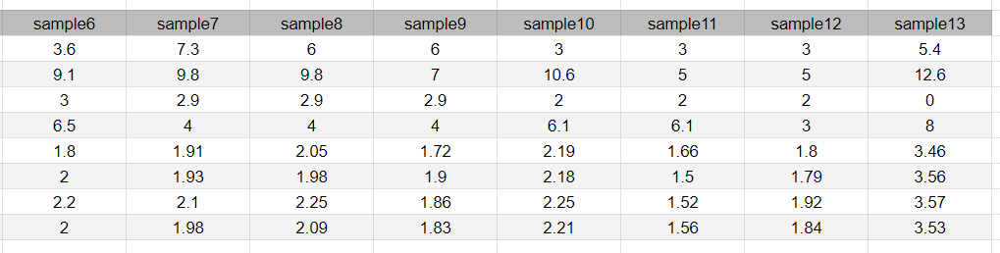 sample6 sample7 sample8 sample9 sample10 sample11 sample12 sample13
3.6 7.3 6 6 3 3 3 5.4
9.1 9.8 9.8 7 10.6 5 5 12.6
3 2.9 2.9 2.9 2 2 2 0
6.5 4 4 4 6.1 6.1 3 8
1.8 1.91 2.05 1.72 2.19 1.66 1.8 3.46
2 1.93 1.98 1.9 2.18 1.5 1.79 3.56
2.2 2.1 2.25 1.86 2.25 1.52 1.92 3.57
2 1.98 2.09 1.83 2.21 1.56 1.84 3.53